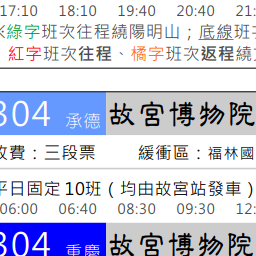 17:10 18:10 19:40 20:40 21:
綠字班次往程繞陽明山；底線班
紅字班次往程、橘字班次返程繞
304 承德 故宮博物院
收費：三段票 緩衝區：福林國
平日固定 10班（均由故宮站發車）
06:00 06:40 08:30 09:30 12:
304 重慶 故宮博物院